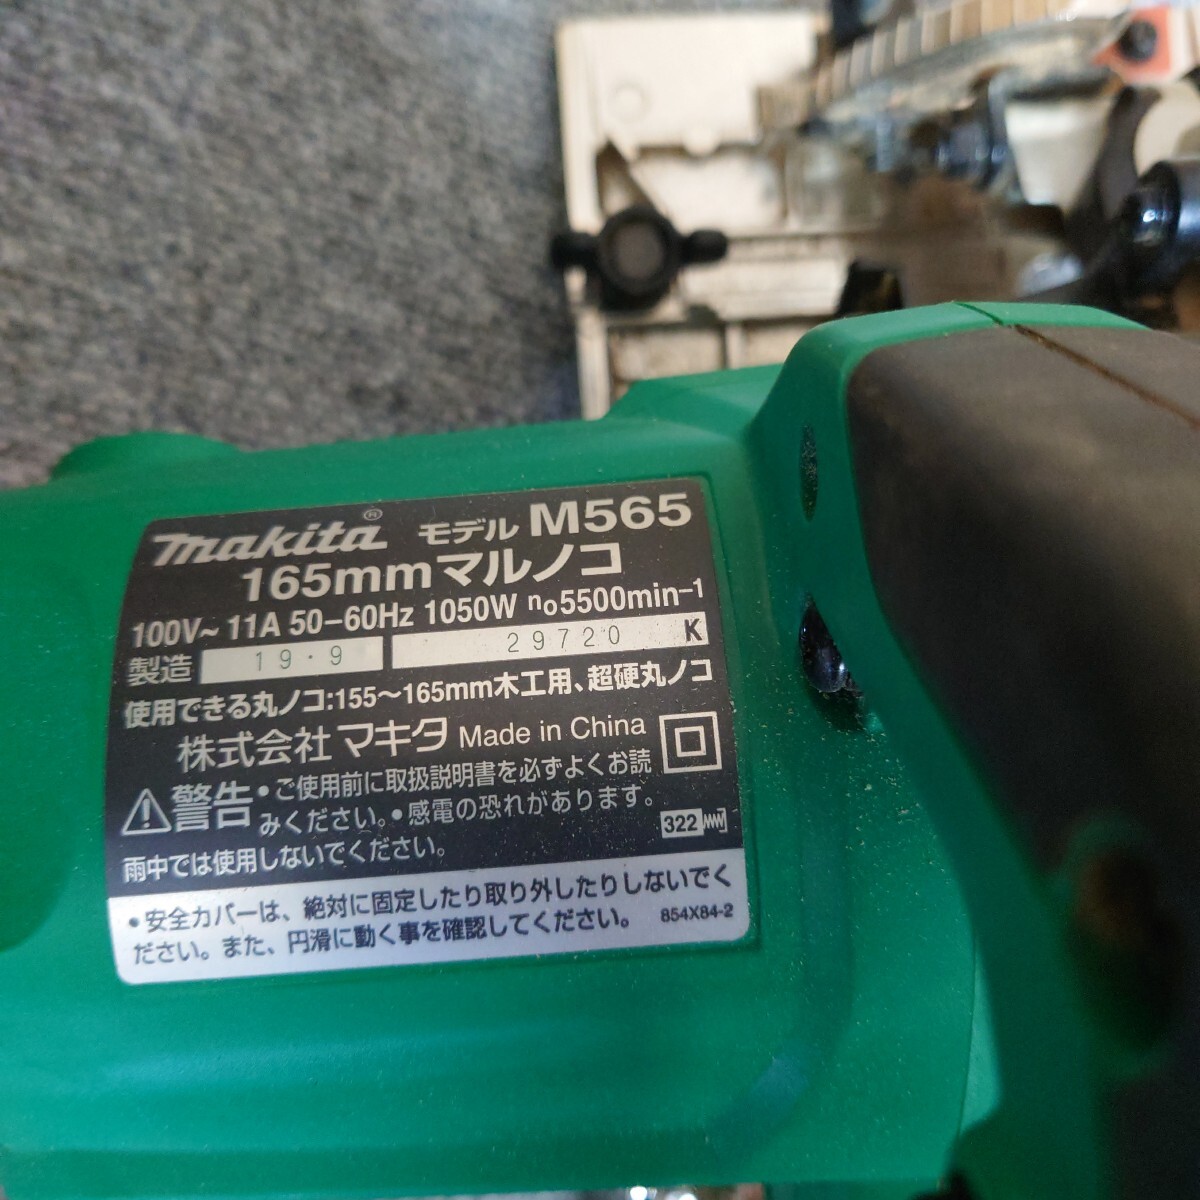 makita® モデル M565
165mmマルノコ
100V～ 11A 50–60Hz 1050W n₀5500min⁻¹
製造 19.9 29720 K
使用できる丸ノコ:155～165mm木工用、超硬丸ノコ
株式会社 マキタ Made in China
警告 •ご使用前に取扱説明書を必ずよくお読
みください。•感電の恐れがあります。
雨中では使用しないでください。
322
•安全カバーは、絶対に固定したり取り外したりしないでく
ださい。また、円滑に動く事を確認してください。 854X84-2